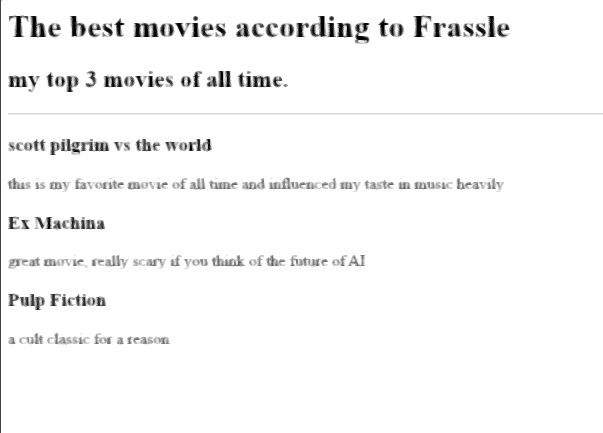 The best movies according to Frassle
my top 3 movies of all time.
scott pilgrim vs the world
this is my favorite movie of all time and influenced my taste in music heavily
Ex Machina
great movie, really scary if you think of the future of AI
Pulp Fiction
a cult classic for a reason